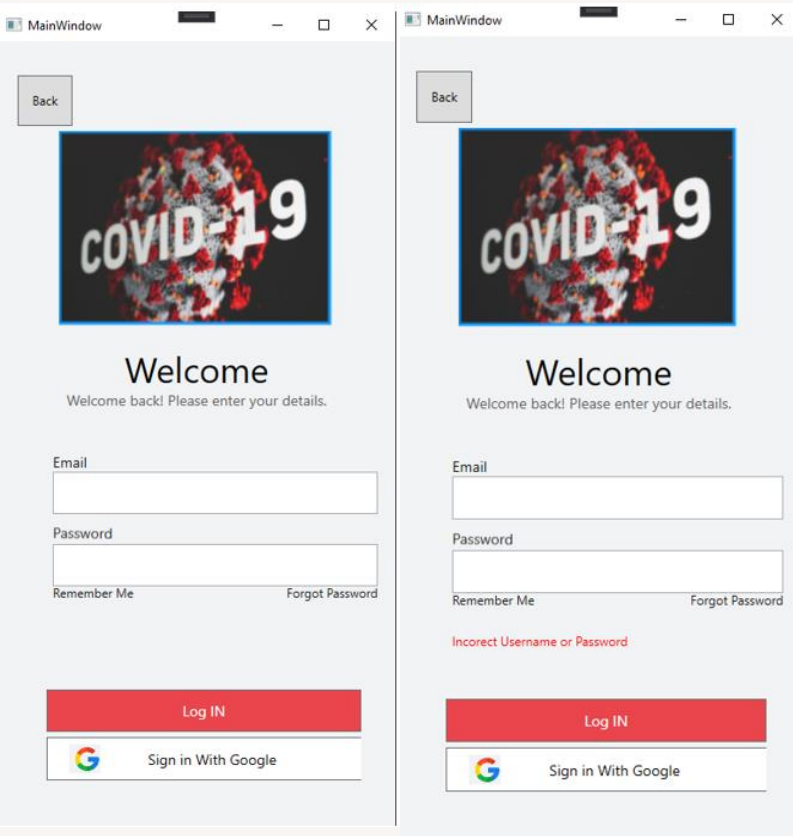 MainWindow
Back
COVID-19
Welcome
Welcome back! Please enter your details.
Email
Password
Remember Me Forgot Password
Log IN
Sign in With Google
MainWindow
Back
COVID-19
Welcome
Welcome back! Please enter your details.
Email
Password
Remember Me Forgot Password
Incorect Username or Password
Log IN
Sign in With Google